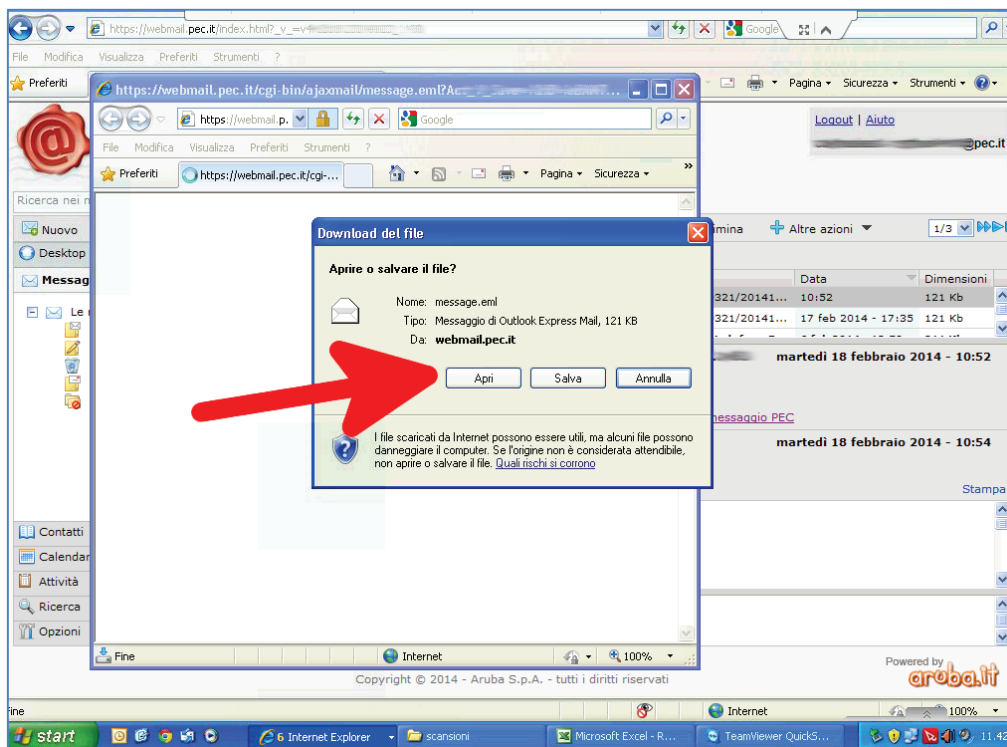 https://webmail.pec.it/index.html?_v_=v
Google
File Modifica Visualizza Preferiti Strumenti ?
Preferiti
Pagina Sicurezza Strumenti
Logout | Aiuto
@pec.it
Ricerca nei
Nuovo
Desktop
Messag
Le
Contatti
Calendar
Attività
Ricerca
Opzioni
https://webmail.pec.it/cgi-bin/ajaxmail/message.eml?Ac
https://webmail.p.
Google
File Modifica Visualizza Preferiti Strumenti ?
Preferiti
https://webmail.pec.it/cgi-...
Pagina Sicurezza »
Download del file
Aprire o salvare il file?
Nome: message.eml
Tipo: Messaggio di Outlook Express Mail, 121 KB
Da: webmail.pec.it
Apri Salva Annulla
I file scaricati da Internet possono essere utili, ma alcuni file possono
danneggiare il computer. Se l'origine non è considerata attendibile,
non aprire o salvare il file. Quali rischi si corrono
Fine Internet 100%
imina Altre azioni 1/3
Data Dimensioni
321/20141... 10:52 121 Kb
321/20141... 17 feb 2014 - 17:35 121 Kb
martedì 18 febbraio 2014 - 10:52
messaggio PEC
martedì 18 febbraio 2014 - 10:54
Stampa
Powered by
aruba.it
Copyright © 2014 - Aruba S.p.A. - tutti i diritti riservati
ine Internet 100%
start 6 Internet Explorer scansioni Microsoft Excel - R... TeamViewer QuickS... 11.43